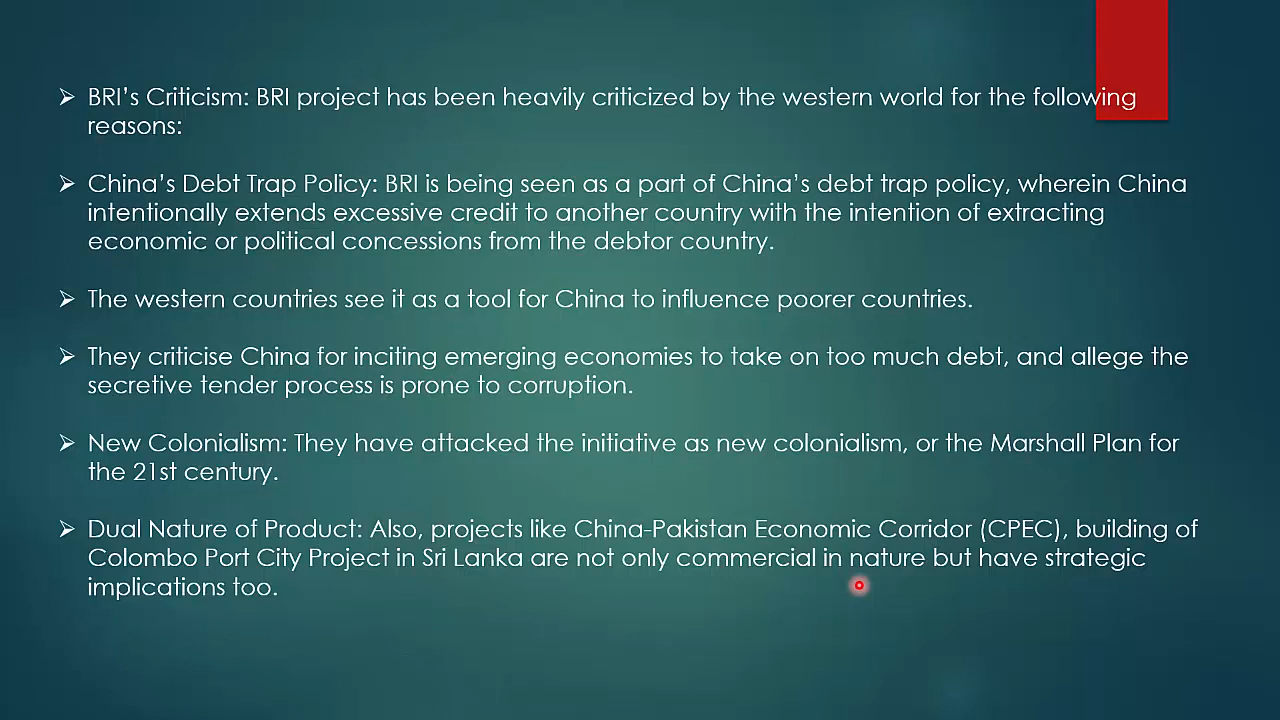 ➢ BRI’s Criticism: BRI project has been heavily criticized by the western world for the following
reasons:
➢ China’s Debt Trap Policy: BRI is being seen as a part of China’s debt trap policy, wherein China
intentionally extends excessive credit to another country with the intention of extracting
economic or political concessions from the debtor country.
➢ The western countries see it as a tool for China to influence poorer countries.
➢ They criticise China for inciting emerging economies to take on too much debt, and allege the
secretive tender process is prone to corruption.
➢ New Colonialism: They have attacked the initiative as new colonialism, or the Marshall Plan for
the 21st century.
➢ Dual Nature of Product: Also, projects like China-Pakistan Economic Corridor (CPEC), building of
Colombo Port City Project in Sri Lanka are not only commercial in nature but have strategic
implications too.